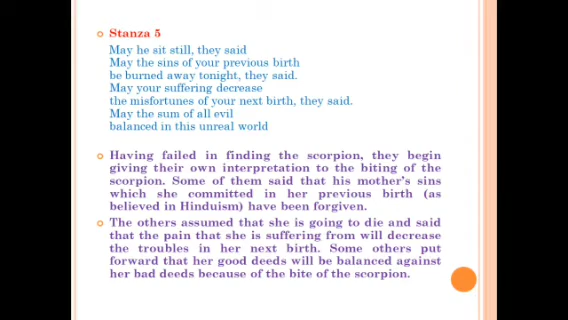 Stanza 5
May he sit still, they said
May the sins of your previous birth
be burned away tonight, they said.
May your suffering decrease
the misfortunes of your next birth, they said.
May the sum of all evil
balanced in this unreal world
Having failed in finding the scorpion, they begin
giving their own interpretation to the biting of the
scorpion. Some of them said that his mother's sins
which she committed in her previous birth (as
believed in Hinduism) have been forgiven.
The others assumed that she is going to die and said
that the pain that she is suffering from will decrease
the troubles in her next birth. Some others put
forward that her good deeds will be balanced against
her bad deeds because of the bite of the scorpion.